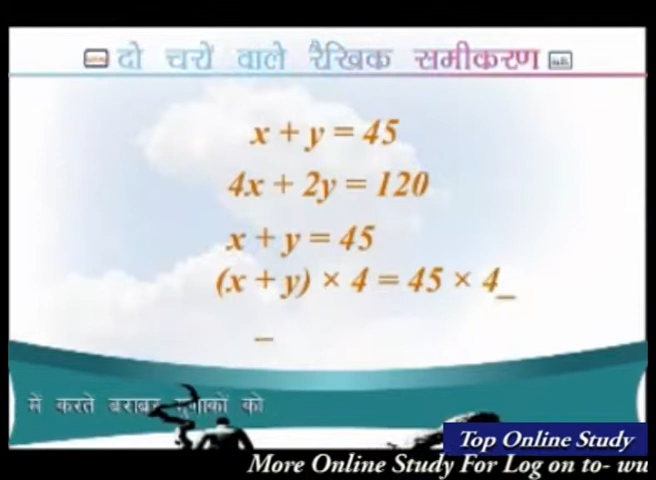 दो चरों वाले रैखिक समीकरण
x + y = 45
4x + 2y = 120
x + y = 45
(x + y) × 4 = 45 × 4_
_
में करते बराबर को
Top Online Study
More Online Study For Log on to- wu